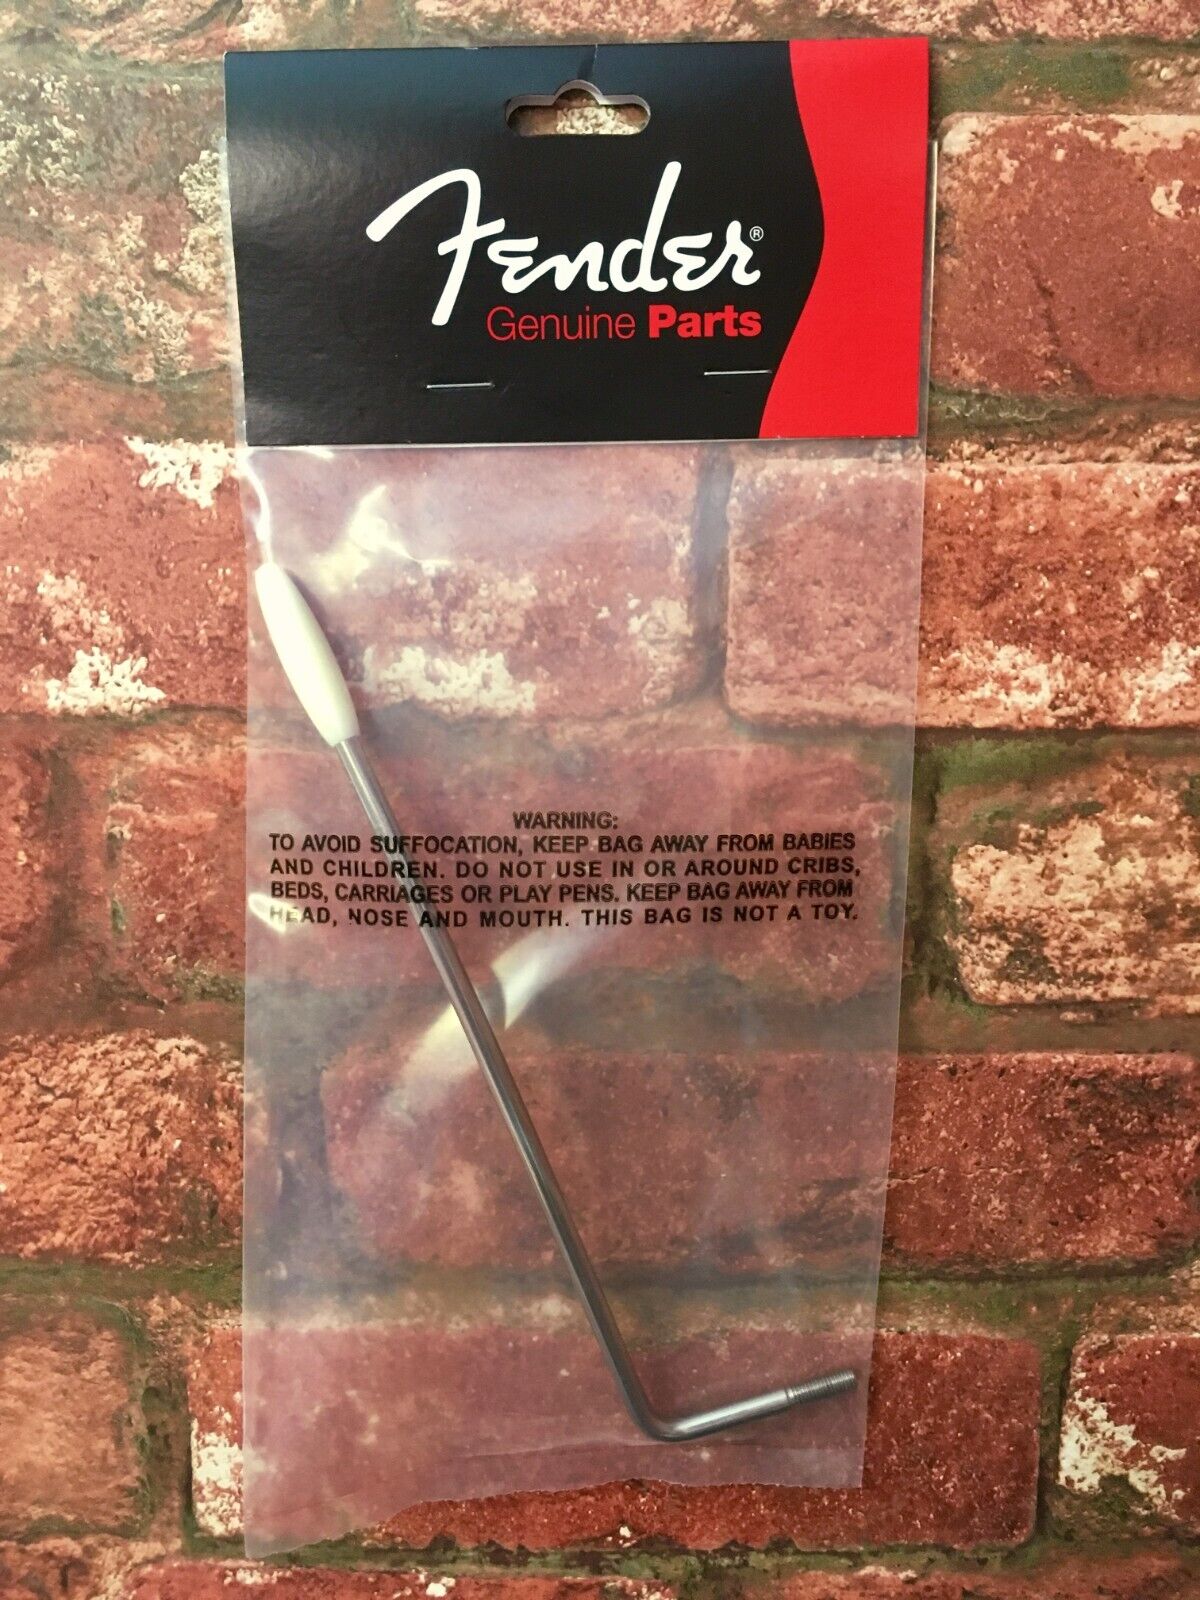 Fender®
Genuine Parts
WARNING:
TO AVOID SUFFOCATION, KEEP BAG AWAY FROM BABIES
AND CHILDREN. DO NOT USE IN OR AROUND CRIBS,
BEDS, CARRIAGES OR PLAY PENS. KEEP BAG AWAY FROM
HEAD, NOSE AND MOUTH. THIS BAG IS NOT A TOY.